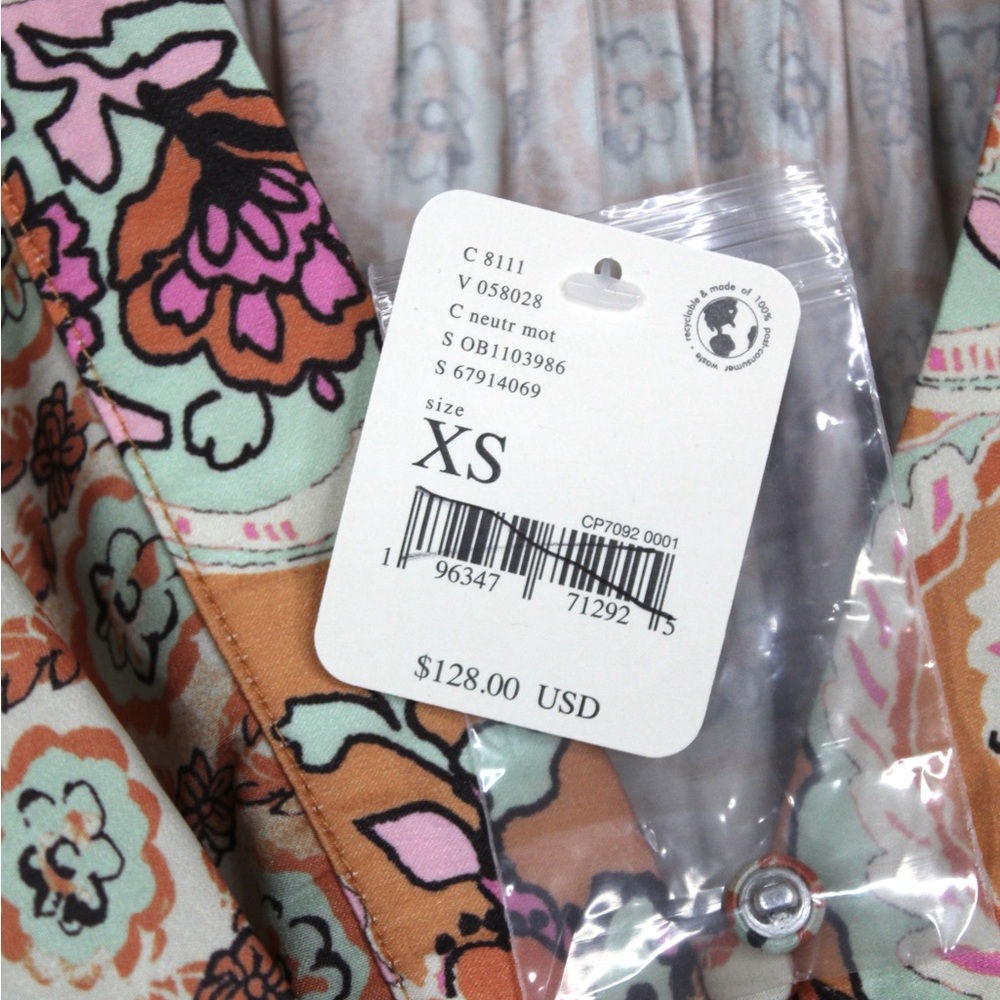 C 8111
V 058028
C neutr mot
S OB1103986
S 67914069
recyclable & made of 100% post-consumer waste •
size
XS
CP7092 0001
1 96347 71292 5
$128.00 USD